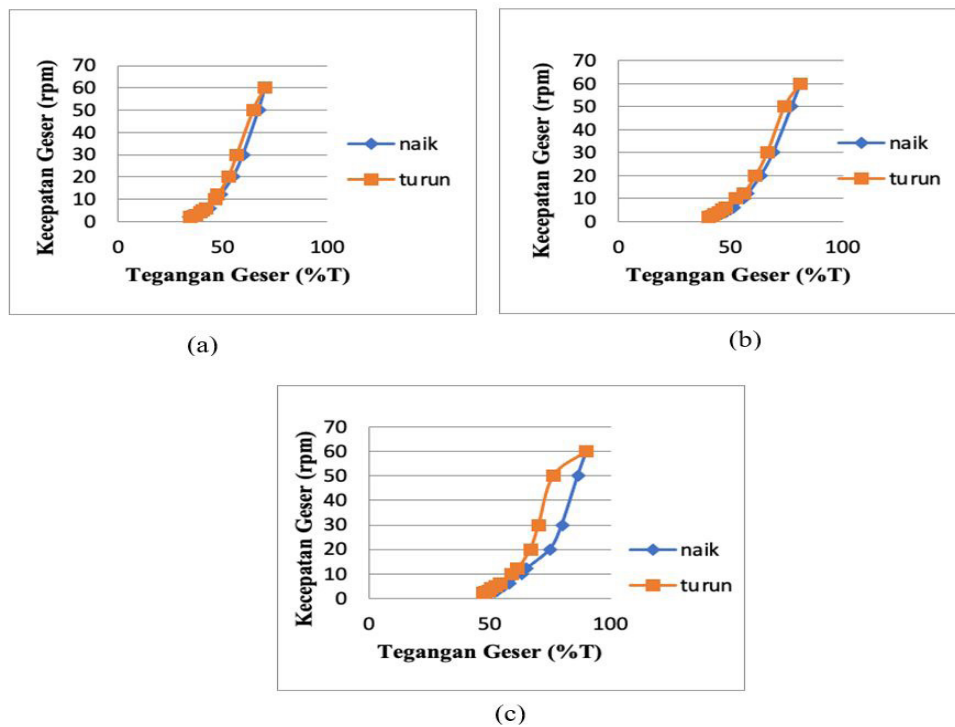 70
60
50
40
30
20
10
0
Kecepatan Geser (rpm)
0 50 100
Tegangan Geser (%T)
naik
turun
(a)
70
60
50
40
30
20
10
0
Kecepatan Geser (rpm)
0 50 100
Tegangan Geser (%T)
naik
turun
(b)
70
60
50
40
30
20
10
0
Kecepatan Geser (rpm)
0 50 100
Tegangan Geser (%T)
naik
turun
(c)